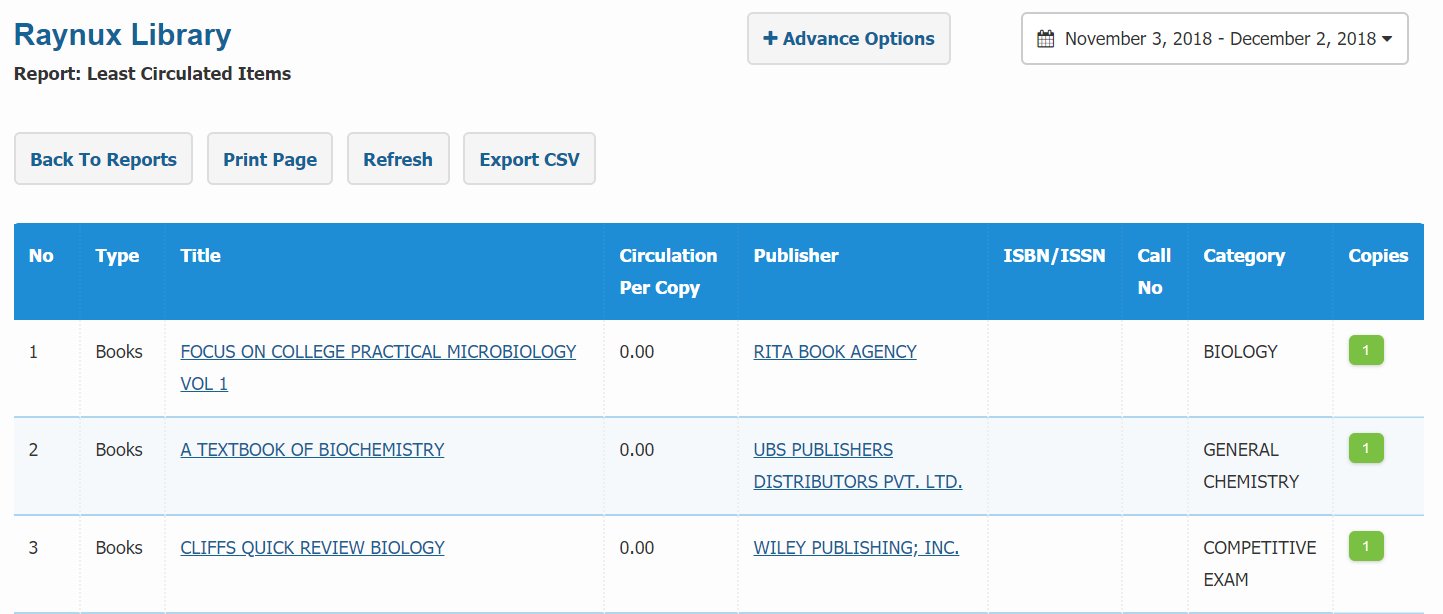 Raynux Library
Report: Least Circulated Items
Advance Options
November 3, 2018 - December 2, 2018
Back To Reports
Print Page
Refresh
Export CSV
No Type Title Circulation Per Copy Publisher ISBN/ISSN Call No Category Copies
1 Books FOCUS ON COLLEGE PRACTICAL MICROBIOLOGY VOL 1 0.00 RITA BOOK AGENCY BIOLOGY 1
2 Books A TEXTBOOK OF BIOCHEMISTRY 0.00 UBS PUBLISHERS DISTRIBUTORS PVT. LTD. GENERAL CHEMISTRY 1
3 Books CLIFFS QUICK REVIEW BIOLOGY 0.00 WILEY PUBLISHING; INC. COMPETITIVE EXAM 1